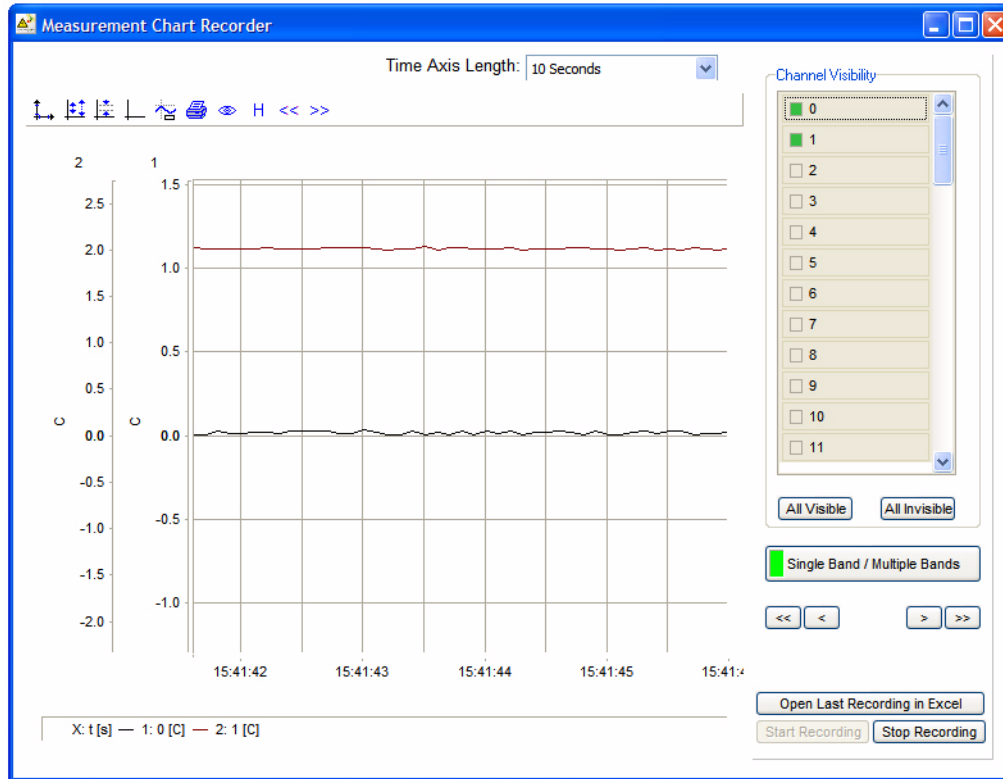 Measurement Chart Recorder
Time Axis Length: 10 Seconds
H << >>
Channel Visibility
0
1
2
3
4
5
6
7
8
9
10
11
All Visible All Invisible
Single Band / Multiple Bands
<< < > >>
Open Last Recording in Excel
Start Recording Stop Recording
2 1
2.5
2.0
1.5
1.0
0.5
0.0
-0.5
-1.0
-1.5
-2.0
C
1.5
1.0
0.5
0.0
-0.5
-1.0
C
15:41:42 15:41:43 15:41:44 15:41:45 15:41:4
X: t [s] — 1: 0 [C] — 2: 1 [C]